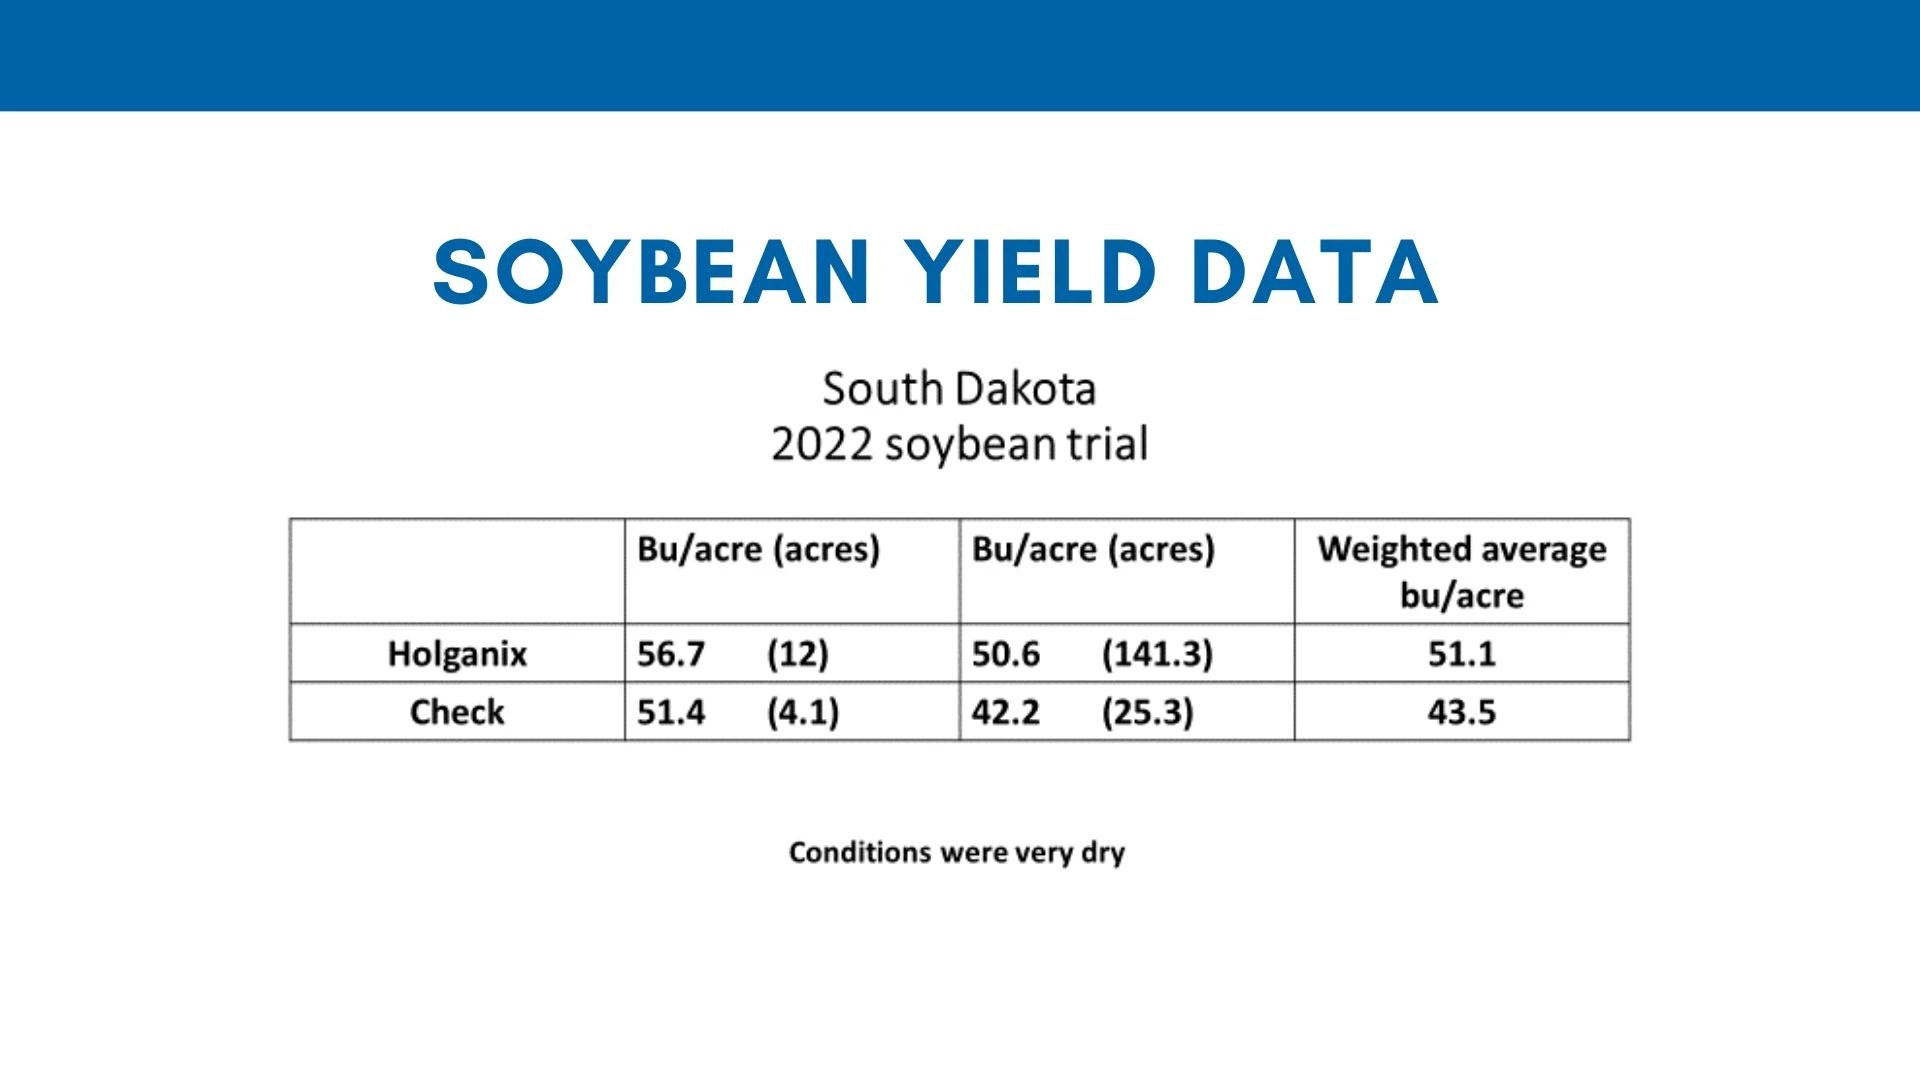 SOYBEAN YIELD DATA
South Dakota
2022 soybean trial
Bu/acre (acres) Bu/acre (acres) Weighted average
bu/acre
Holganix 56.7 (12) 50.6 (141.3) 51.1
Check 51.4 (4.1) 42.2 (25.3) 43.5
Conditions were very dry